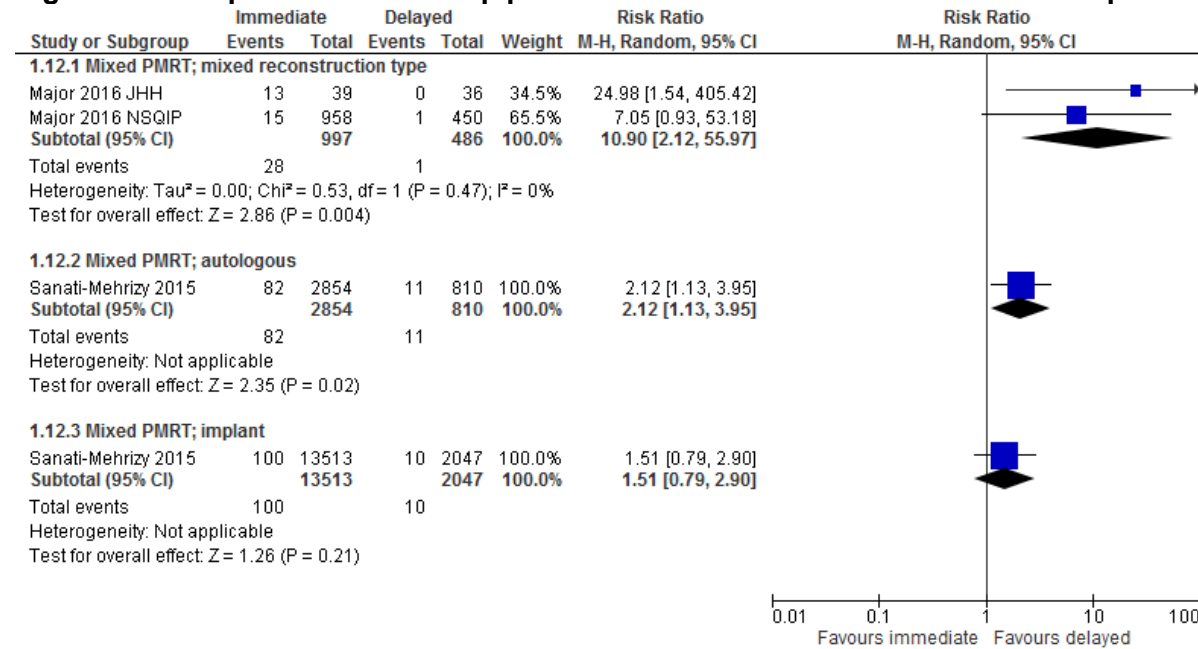 Immediate Delayed Risk Ratio Risk Ratio
Study or Subgroup Events Total Events Total Weight M-H, Random, 95% CI M-H, Random, 95% CI
1.12.1 Mixed PMRT; mixed reconstruction type
Major 2016 JHH 13 39 0 36 34.5% 24.98 [1.54, 405.42]
Major 2016 NSQIP 15 958 1 450 65.5% 7.05 [0.93, 53.18]
Subtotal (95% CI) 997 486 100.0% 10.90 [2.12, 55.97]
Total events 28 1
Heterogeneity: Tau² = 0.00; Chi² = 0.53, df = 1 (P = 0.47); I² = 0%
Test for overall effect: Z = 2.86 (P = 0.004)
1.12.2 Mixed PMRT; autologous
Sanati-Mehrizy 2015 82 2854 11 810 100.0% 2.12 [1.13, 3.95]
Subtotal (95% CI) 2854 810 100.0% 2.12 [1.13, 3.95]
Total events 82 11
Heterogeneity: Not applicable
Test for overall effect: Z = 2.35 (P = 0.02)
1.12.3 Mixed PMRT; implant
Sanati-Mehrizy 2015 100 13513 10 2047 100.0% 1.51 [0.79, 2.90]
Subtotal (95% CI) 13513 2047 100.0% 1.51 [0.79, 2.90]
Total events 100 10
Heterogeneity: Not applicable
Test for overall effect: Z = 1.26 (P = 0.21)
0.01 0.1 1 10 100
Favours immediate Favours delayed